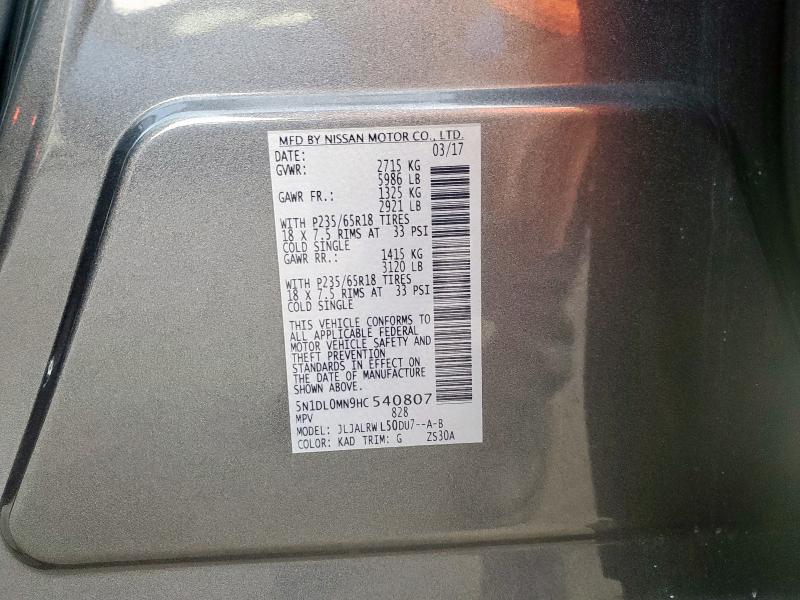 MFD BY NISSAN MOTOR CO., LTD.
DATE: 03/17
GVWR: 2715 KG
5986 LB
GAWR FR.: 1325 KG
2921 LB
WITH P235/65R18 TIRES
18 X 7.5 RIMS AT 33 PSI
COLD SINGLE
GAWR RR.: 1415 KG
3120 LB
WITH P235/65R18 TIRES
18 X 7.5 RIMS AT 33 PSI
COLD SINGLE
THIS VEHICLE CONFORMS TO
ALL APPLICABLE FEDERAL
MOTOR VEHICLE SAFETY AND
THEFT PREVENTION
STANDARDS IN EFFECT ON
THE DATE OF MANUFACTURE
SHOWN ABOVE.
5N1DL0MN9HC 540807
MPV 828
MODEL: JLJALRW L50DU7--A-B
COLOR: KAD TRIM: G ZS30A